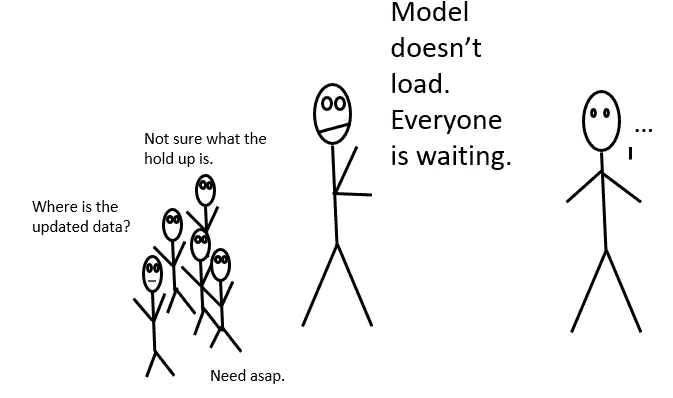 Model
doesn’t
load.
Everyone
is waiting.
...
Not sure what the
hold up is.
Where is the
updated data?
Need asap.